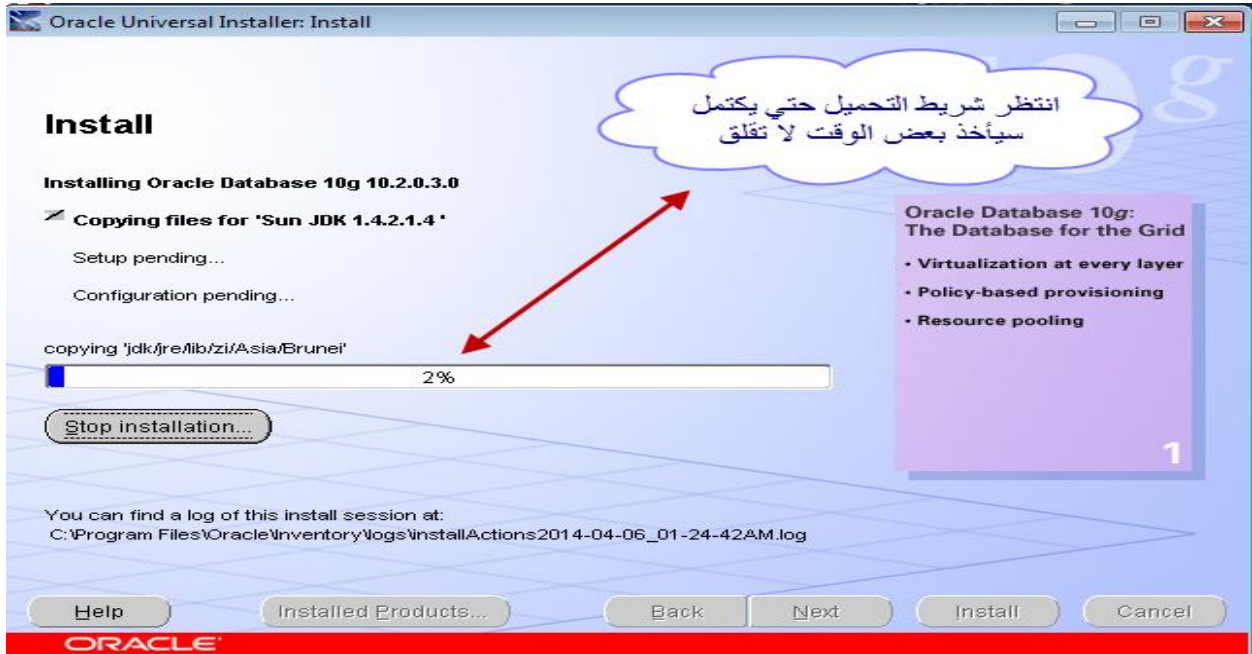 Oracle Universal Installer: Install
انتظر شريط التحميل حتي يكتمل
سيأخذ بعض الوقت لا تقلق
Install
Installing Oracle Database 10g 10.2.0.3.0
Copying files for 'Sun JDK 1.4.2.1.4 '
Setup pending...
Configuration pending...
copying 'jdk/jre/lib/zi/Asia/Brunei'
2%
Stop installation...
Oracle Database 10g:
The Database for the Grid
• Virtualization at every layer
• Policy-based provisioning
• Resource pooling
1
You can find a log of this install session at:
C:\Program Files\Oracle\Inventory\logs\installActions2014-04-06_01-24-42AM.log
Help
Installed Products...
Back
Next
Install
Cancel
ORACLE